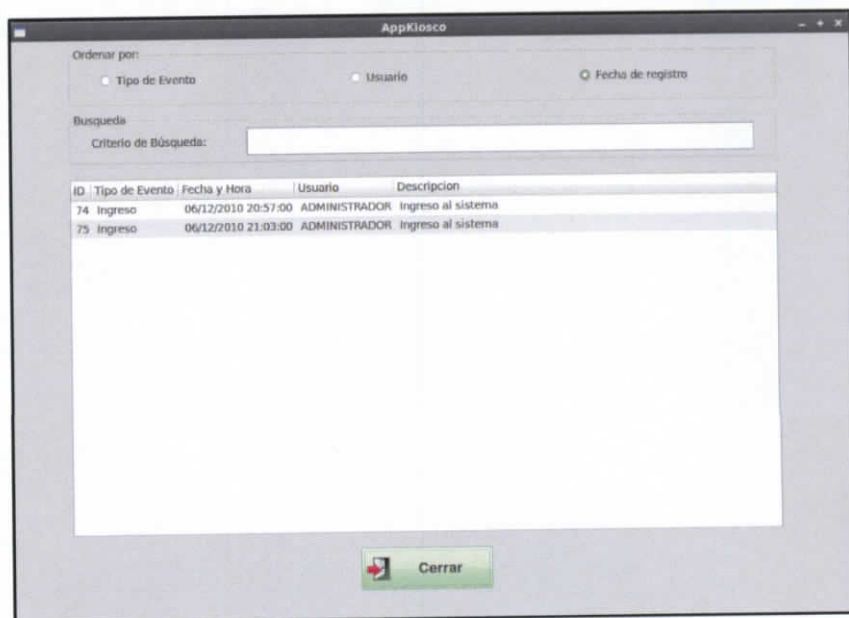 AppKiosco
Ordenar por:
Tipo de Evento Usuario Fecha de registro
Busqueda
Criterio de Búsqueda:
ID Tipo de Evento Fecha y Hora Usuario Descripcion
74 Ingreso 06/12/2010 20:57:00 ADMINISTRADOR Ingreso al sistema
75 Ingreso 06/12/2010 21:03:00 ADMINISTRADOR Ingreso al sistema
Cerrar